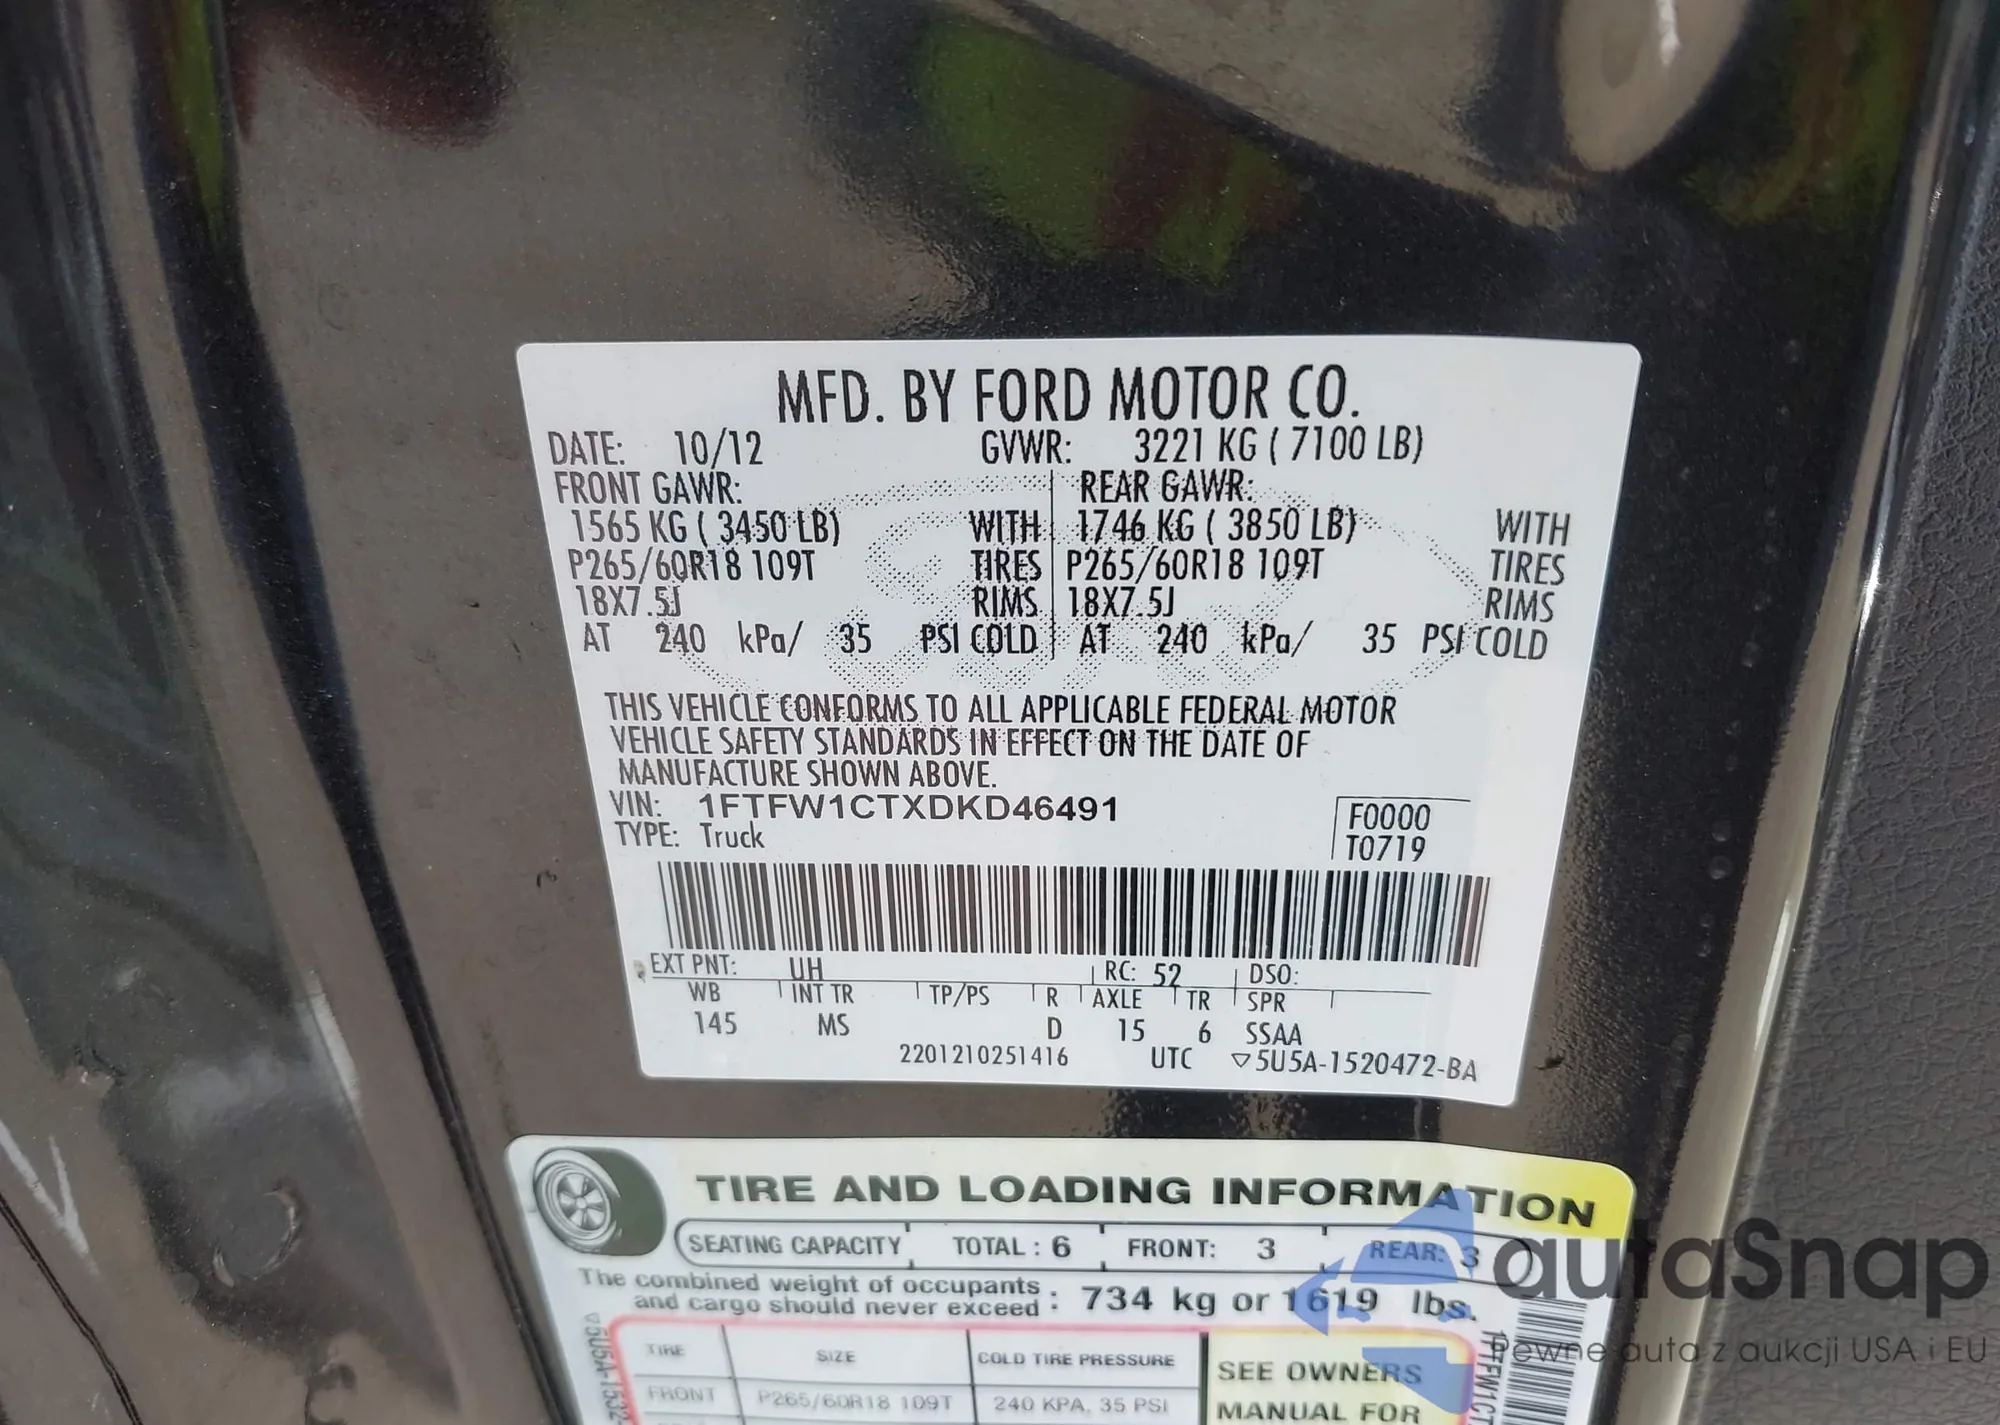 MFD. BY FORD MOTOR CO.
DATE: 10/12 GVWR: 3221 KG ( 7100 LB)
FRONT GAWR: REAR GAWR:
1565 KG ( 3450 LB) WITH 1746 KG ( 3850 LB) WITH
P265/60R18 109T TIRES P265/60R18 109T TIRES
18X7.5J RIMS 18X7.5J RIMS
AT 240 kPa/ 35 PSI COLD AT 240 kPa/ 35 PSI COLD
THIS VEHICLE CONFORMS TO ALL APPLICABLE FEDERAL MOTOR
VEHICLE SAFETY STANDARDS IN EFFECT ON THE DATE OF
MANUFACTURE SHOWN ABOVE.
VIN: 1FTFW1CTXDKD46491 F0000
TYPE: Truck T0719
EXT PNT: UH RC: 52 DSO:
WB INT TR TP/PS R AXLE TR SPR
145 MS D 15 6 SSAA
2201210251416 UTC ▽5U5A-1520472-BA
TIRE AND LOADING INFORMATION
SEATING CAPACITY TOTAL : 6 FRONT: 3 REAR: 3
The combined weight of occupants
and cargo should never exceed : 734 kg or 1619 lbs.
TIRE SIZE COLD TIRE PRESSURE SEE OWNERS
FRONT P265/60R18 109T 240 KPA, 35 PSI MANUAL FOR
autaSnap
Pewne auta z aukcji USA i EU